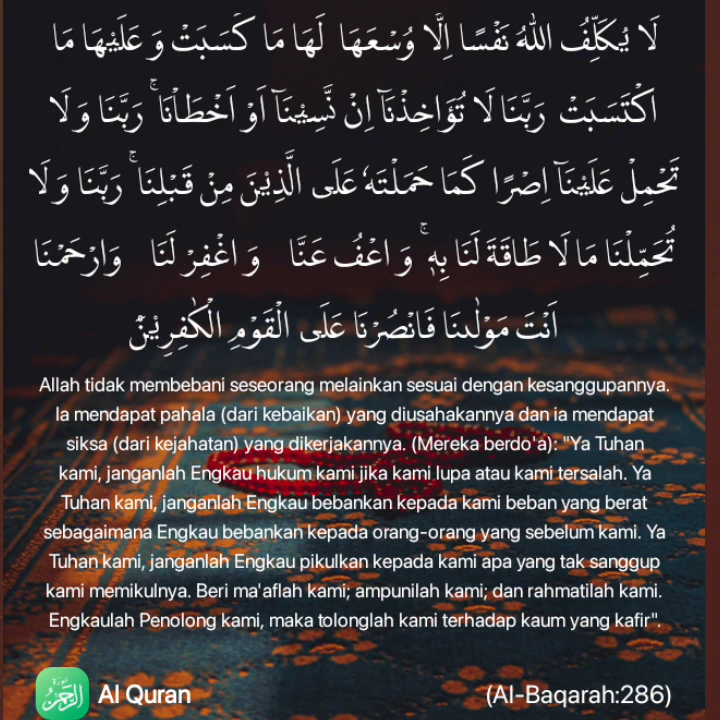 لَا يُكَلِّفُ اللّٰهُ نَفْسًا اِلَّا وُسْعَهَا لَهَا مَا كَسَبَتْ وَ عَلَيْهَا مَا
اكْتَسَبَتْ رَبَّنَا لَا تُؤَاخِذْنَآ اِنْ نَّسِيْنَآ اَوْ اَخْطَاْنَا ۚ رَبَّنَا وَ لَا
تَحْمِلْ عَلَيْنَآ اِصْرًا كَمَا حَمَلْتَهٗ عَلَى الَّذِيْنَ مِنْ قَبْلِنَا ۚ رَبَّنَا وَ لَا
تُحَمِّلْنَا مَا لَا طَاقَةَ لَنَا بِهٖ ۚ وَ اعْفُ عَنَّا وَ اغْفِرْ لَنَا وَارْحَمْنَا
اَنْتَ مَوْلٰىنَا فَانْصُرْنَا عَلَى الْقَوْمِ الْكٰفِرِيْنَ
Allah tidak membebani seseorang melainkan sesuai dengan kesanggupannya.
Ia mendapat pahala (dari kebaikan) yang diusahakannya dan ia mendapat
siksa (dari kejahatan) yang dikerjakannya. (Mereka berdo'a): "Ya Tuhan
kami, janganlah Engkau hukum kami jika kami lupa atau kami tersalah. Ya
Tuhan kami, janganlah Engkau bebankan kepada kami beban yang berat
sebagaimana Engkau bebankan kepada orang-orang yang sebelum kami. Ya
Tuhan kami, janganlah Engkau pikulkan kepada kami apa yang tak sanggup
kami memikulnya. Beri ma'aflah kami; ampunilah kami; dan rahmatilah kami.
Engkaulah Penolong kami, maka tolonglah kami terhadap kaum yang kafir".
Al Quran
(Al-Baqarah:286)